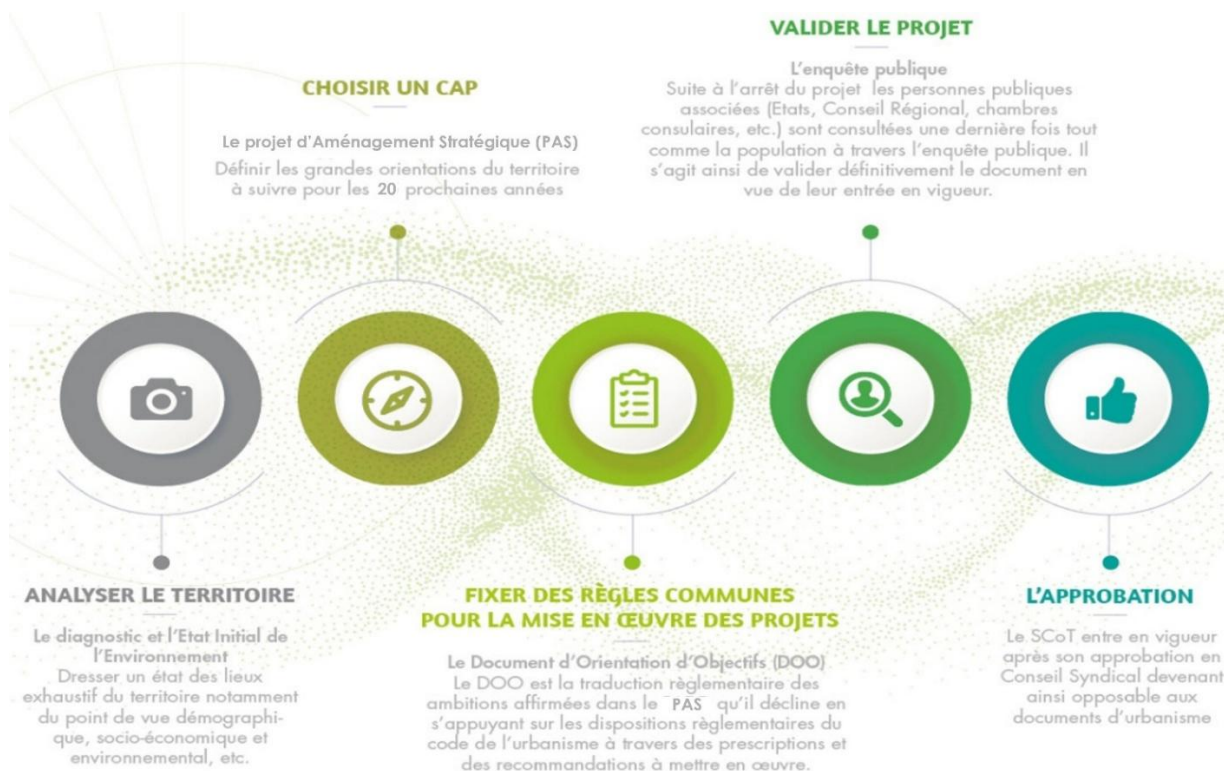 ANALYSER LE TERRITOIRE
Le diagnostic et l'Etat Initial de
l'Environnement
Dresser un état des lieux
exhaustif du territoire notamment
du point de vue démographi-
que, socio-économique et
environnemental, etc.
CHOISIR UN CAP
Le projet d'Aménagement Stratégique (PAS)
Définir les grandes orientations du territoire
à suivre pour les 20 prochaines années
FIXER DES RÈGLES COMMUNES
POUR LA MISE EN ŒUVRE DES PROJETS
Le Document d'Orientation d'Objectifs (DOO)
Le DOO est la traduction règlementaire des
ambitions affirmées dans le PAS qu'il décline en
s'appuyant sur les dispositions règlementaires du
code de l'urbanisme à travers des prescriptions et
des recommandations à mettre en œuvre.
VALIDER LE PROJET
L'enquête publique
Suite à l'arrêt du projet les personnes publiques
associées (Etats, Conseil Régional, chambres
consulaires, etc.) sont consultées une dernière fois tout
comme la population à travers l'enquête publique. Il
s'agit ainsi de valider définitivement le document en
vue de leur entrée en vigueur.
L'APPROBATION
Le SCoT entre en vigueur
après son approbation en
Conseil Syndical devenant
ainsi opposable aux
documents d'urbanisme